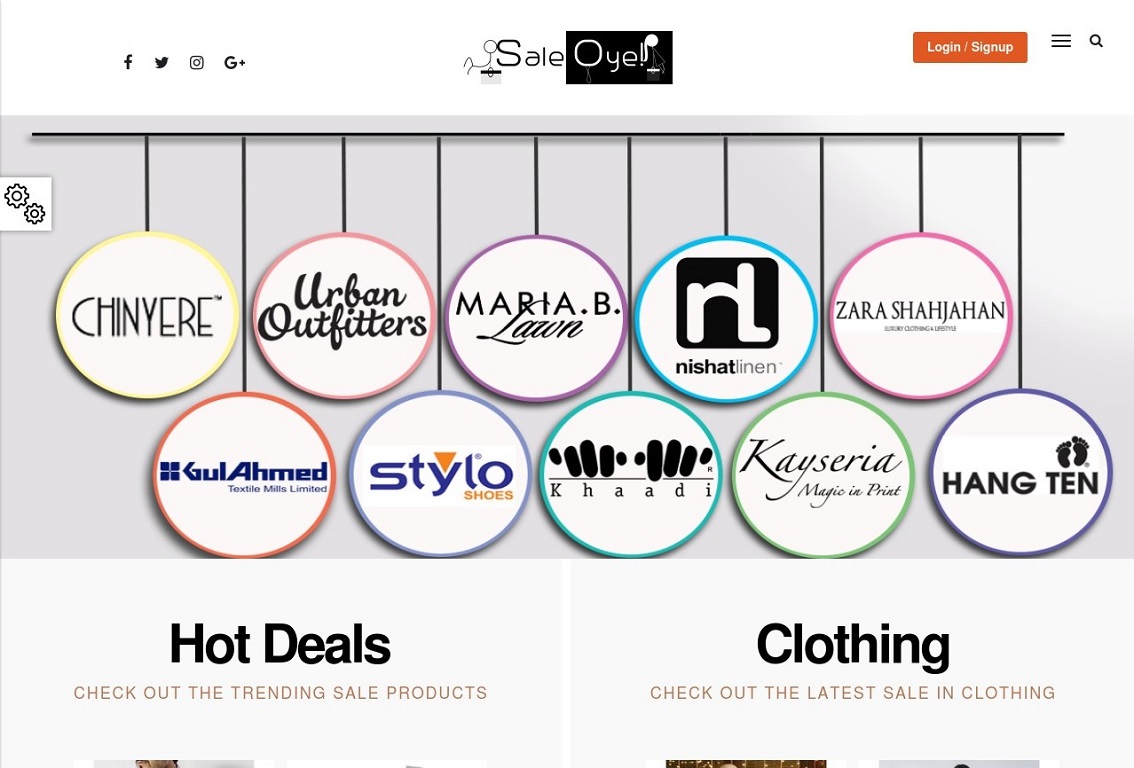 Sale Oye!
Login / Signup
CHINYERE™
Urban
Outfitters
MARIA.B.
Lawn
nishatlinen™
ZARA SHAHJAHAN
LUXURY CLOTHING & LIFESTYLE
GulAhmed
Textile Mills Limited
stylo®
SHOES
Khaadi
R
Kayseria
Magic in Print
HANG TEN
Hot Deals
CHECK OUT THE TRENDING SALE PRODUCTS
Clothing
CHECK OUT THE LATEST SALE IN CLOTHING